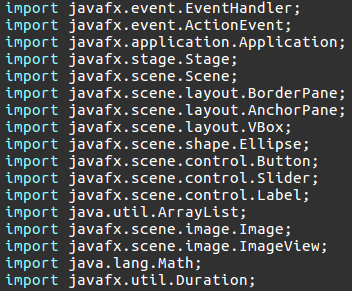 import javafx.event.EventHandler;
import javafx.event.ActionEvent;
import javafx.application.Application;
import javafx.stage.Stage;
import javafx.scene.Scene;
import javafx.scene.layout.BorderPane;
import javafx.scene.layout.AnchorPane;
import javafx.scene.layout.VBox;
import javafx.scene.shape.Ellipse;
import javafx.scene.control.Button;
import javafx.scene.control.Slider;
import javafx.scene.control.Label;
import java.util.ArrayList;
import javafx.scene.image.Image;
import javafx.scene.image.ImageView;
import java.lang.Math;
import javafx.util.Duration;